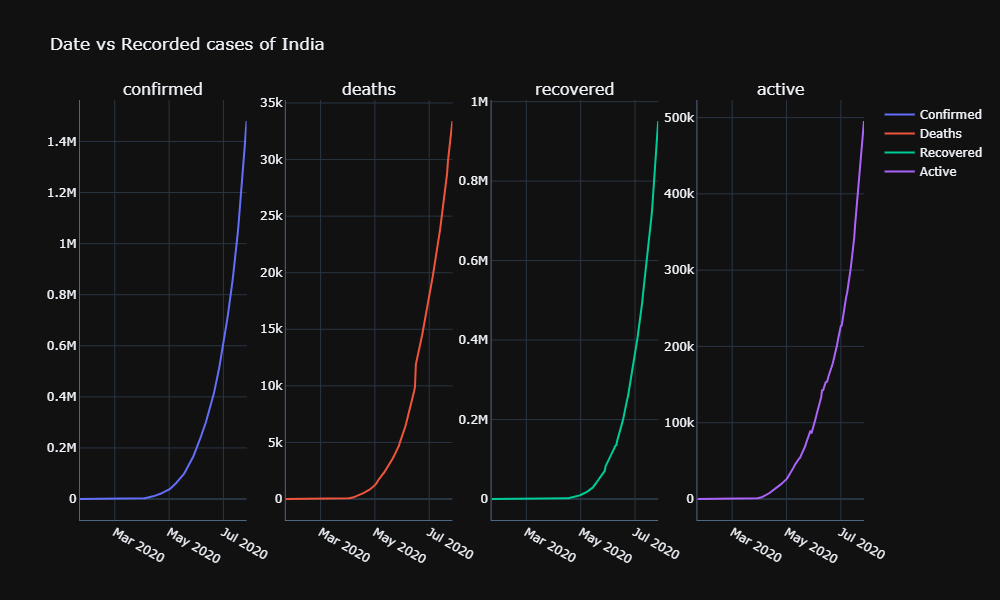 Date vs Recorded cases of India
confirmed
deaths
recovered
active
1.4M
1.2M
1M
0.8M
0.6M
0.4M
0.2M
0
Mar 2020
May 2020
Jul 2020
35k
30k
25k
20k
15k
10k
5k
0
Mar 2020
May 2020
Jul 2020
1M
0.8M
0.6M
0.4M
0.2M
0
Mar 2020
May 2020
Jul 2020
500k
400k
300k
200k
100k
0
Mar 2020
May 2020
Jul 2020
Confirmed
Deaths
Recovered
Active